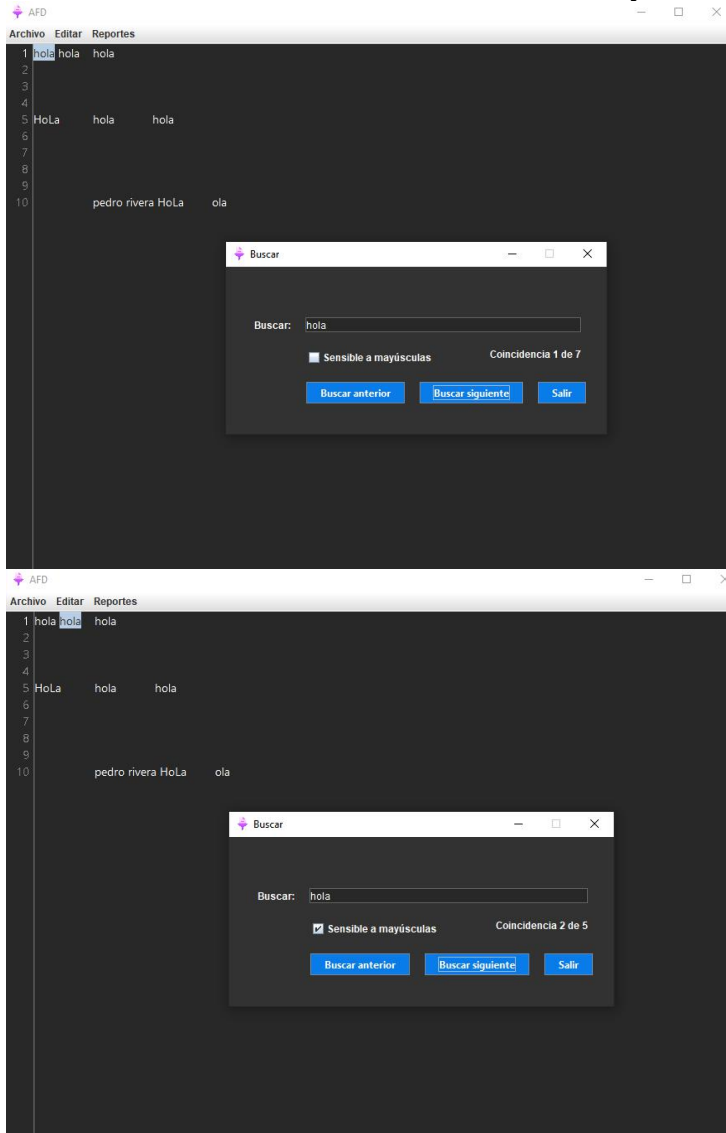 AFD
Archivo Editar Reportes
1 hola hola hola
2
3
4
5 HoLa hola hola
6
7
8
9
10 pedro rivera HoLa ola
Buscar
Buscar: hola
Sensible a mayúsculas Coincidencia 1 de 7
Buscar anterior Buscar siguiente Salir
AFD
Archivo Editar Reportes
1 hola hola hola
2
3
4
5 HoLa hola hola
6
7
8
9
10 pedro rivera HoLa ola
Buscar
Buscar: hola
Sensible a mayúsculas Coincidencia 2 de 5
Buscar anterior Buscar siguiente Salir